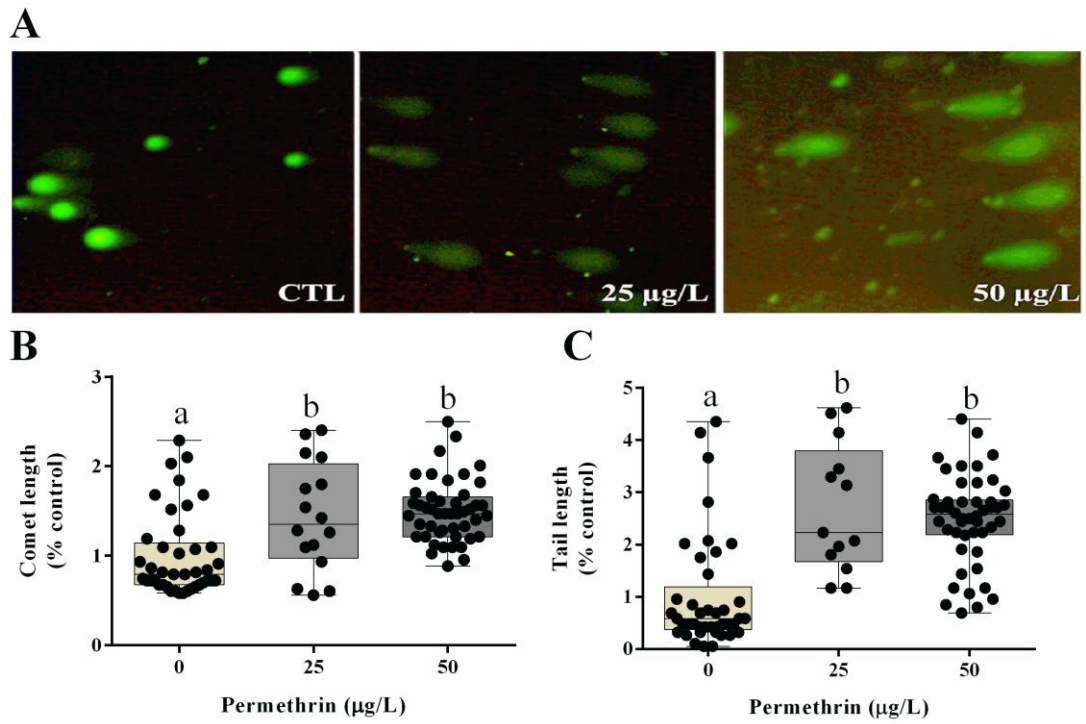 A
CTL
25 µg/L
50 µg/L
B
Comet length
(% control)
3
2
1
0
a
b
b
0
25
50
Permethrin (µg/L)
C
Tail length
(% control)
5
4
3
2
1
0
a
b
b
0
25
50
Permethrin (µg/L)